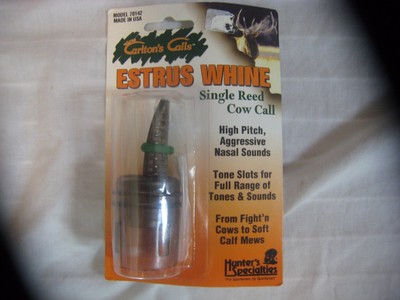 MODEL 70142
MADE IN USA
Carlton's Calls
ESTRUS WHINE
Single Reed
Cow Call
High Pitch,
Aggressive
Nasal Sounds
Tone Slots for
Full Range of
Tones & Sounds
From Fight'n
Cows to Soft
Calf Mews
Hunter's
Specialties